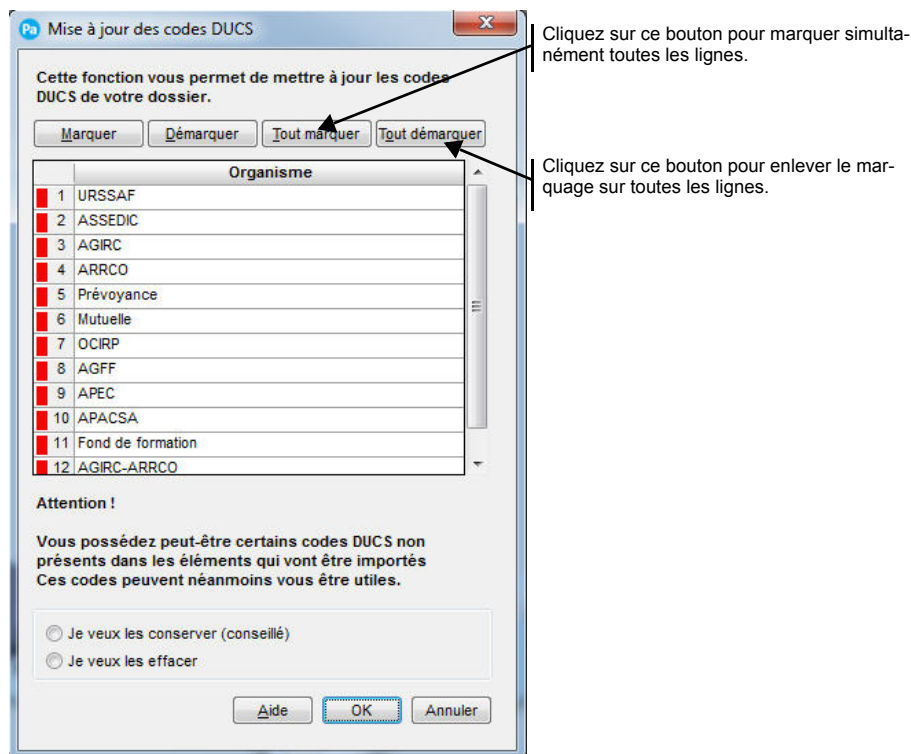 Pa Mise à jour des codes DUCS
Cette fonction vous permet de mettre à jour les codes
DUCS de votre dossier.
Marquer Démarquer Tout marquer Tout démarquer
Organisme
1 URSSAF
2 ASSEDIC
3 AGIRC
4 ARRCO
5 Prévoyance
6 Mutuelle
7 OCIRP
8 AGFF
9 APEC
10 APACSA
11 Fond de formation
12 AGIRC-ARRCO
Attention !
Vous possédez peut-être certains codes DUCS non
présents dans les éléments qui vont être importés
Ces codes peuvent néanmoins vous être utiles.
Je veux les conserver (conseillé)
Je veux les effacer
Aide OK Annuler
Cliquez sur ce bouton pour marquer simulta-
nément toutes les lignes.
Cliquez sur ce bouton pour enlever le mar-
quage sur toutes les lignes.